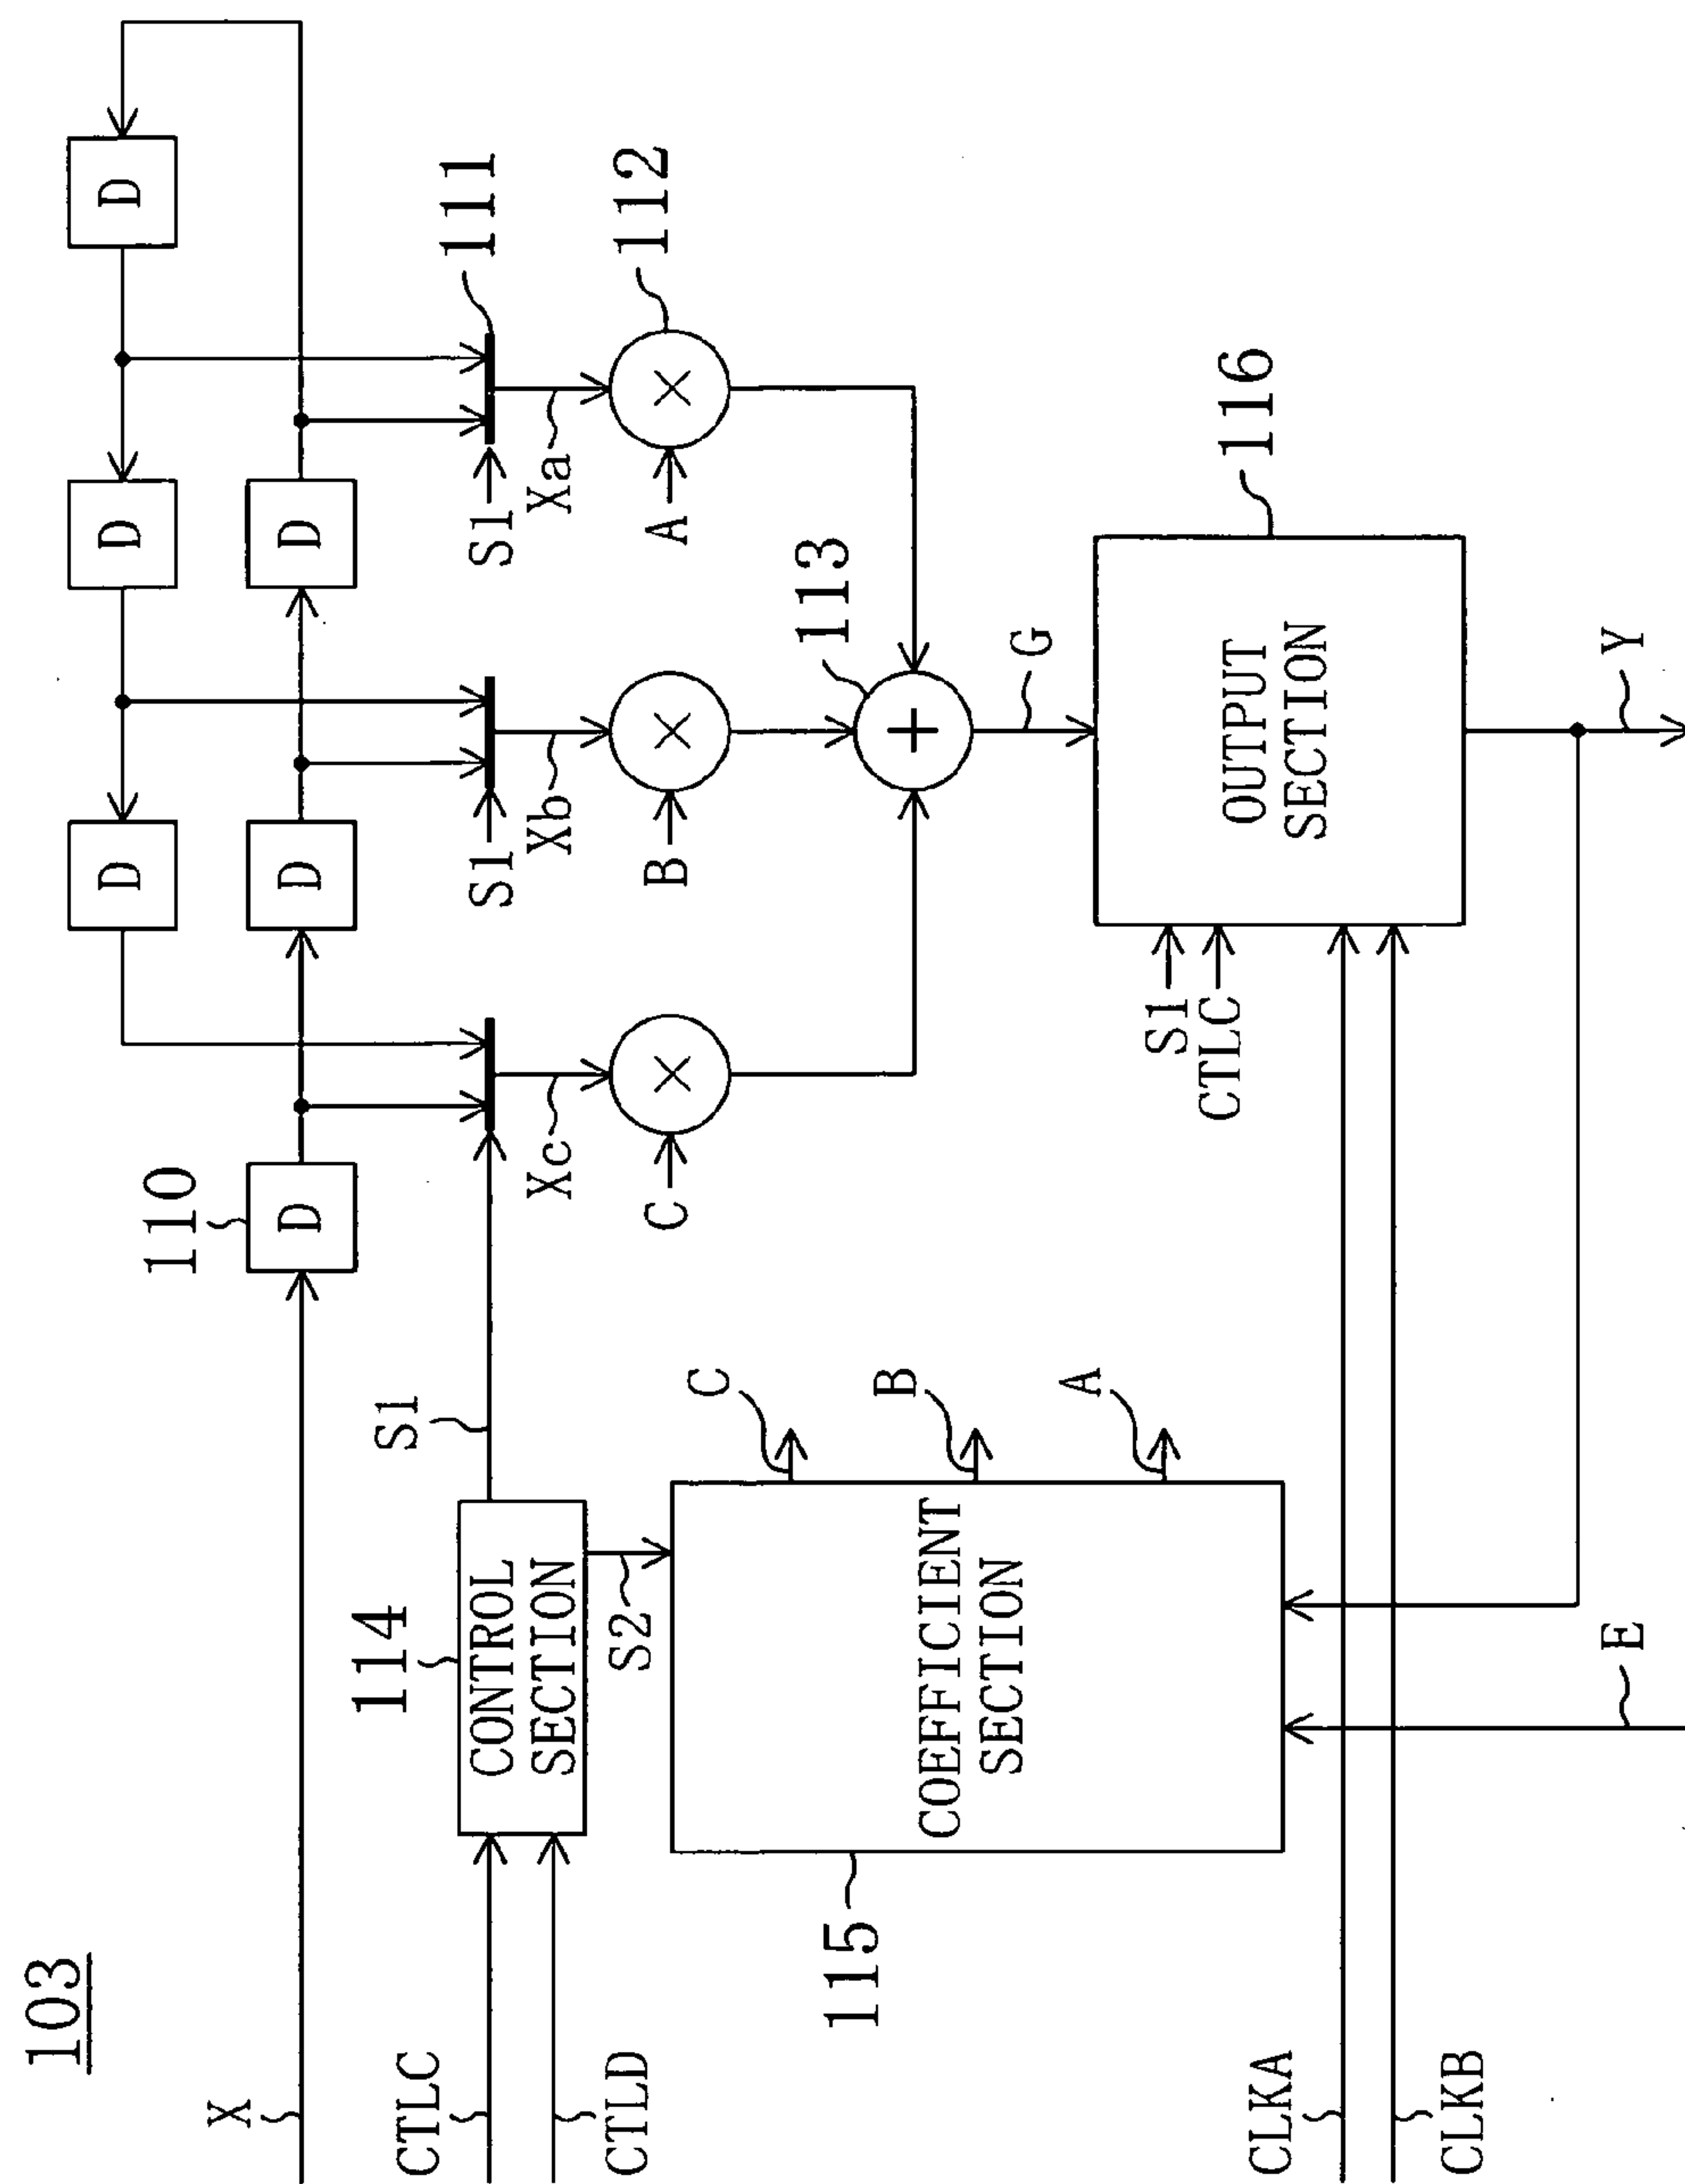 103
X
110
D
D
D
D
D
D
CTLC
CTLD
114
CONTROL
SECTION
S1
S2
S1
S1
111
Xc
Xb
Xa
C
B
A
112
113
115
COEFFICIENT
SECTION
C
B
A
G
S1
CTLC
OUTPUT
SECTION
116
CLKA
CLKB
E
Y